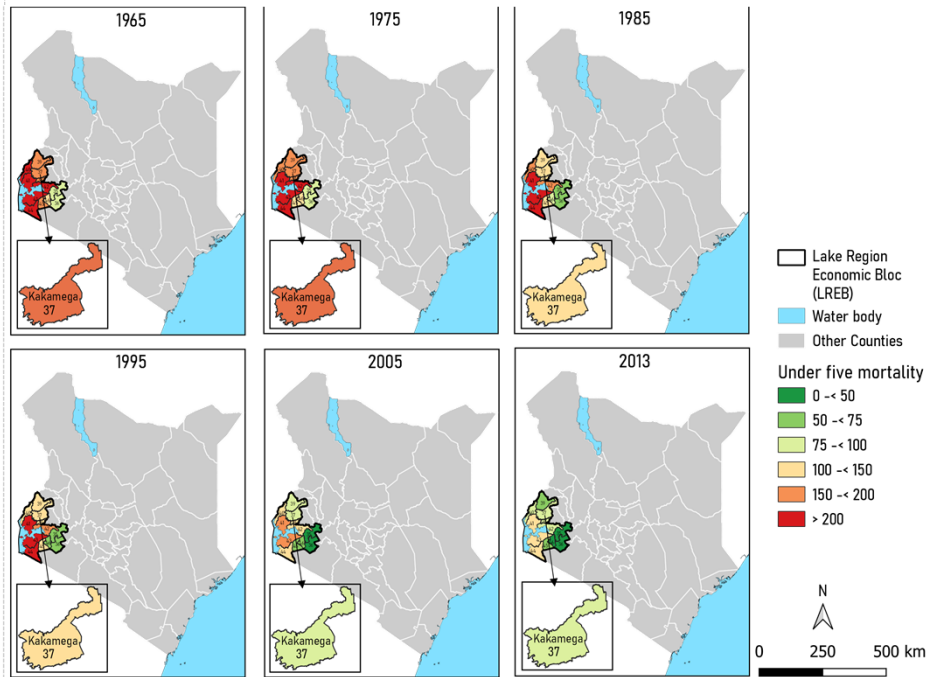 1965
1975
1985
Kakamega
37
Kakamega
37
Kakamega
37
1995
2005
2013
Kakamega
37
Kakamega
37
Kakamega
37
Lake Region
Economic Bloc
(LREB)
Water body
Other Counties
Under five mortality
0 -< 50
50 -< 75
75 -< 100
100 -< 150
150 -< 200
> 200
N
0 250 500 km